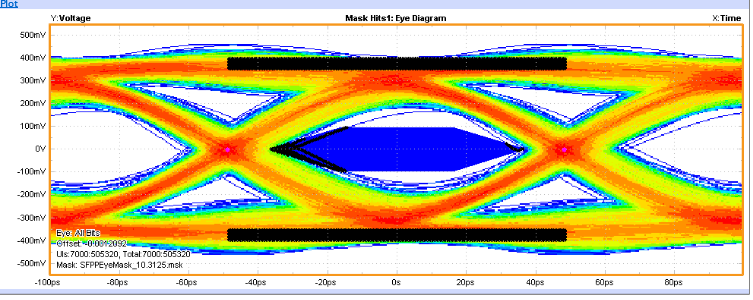 Plot
Y:Voltage
Mask Hits1: Eye Diagram
X:Time
500mV
400mV
300mV
200mV
100mV
0V
-100mV
-200mV
-300mV
-400mV
-500mV
Eye: All Bits
Offset: -0.0012092
UIs:7000:505320, Total:7000:505320
Mask: SFPPEyeMask_10.3125.msk
-100ps
-80ps
-60ps
-40ps
-20ps
0s
20ps
40ps
60ps
80ps